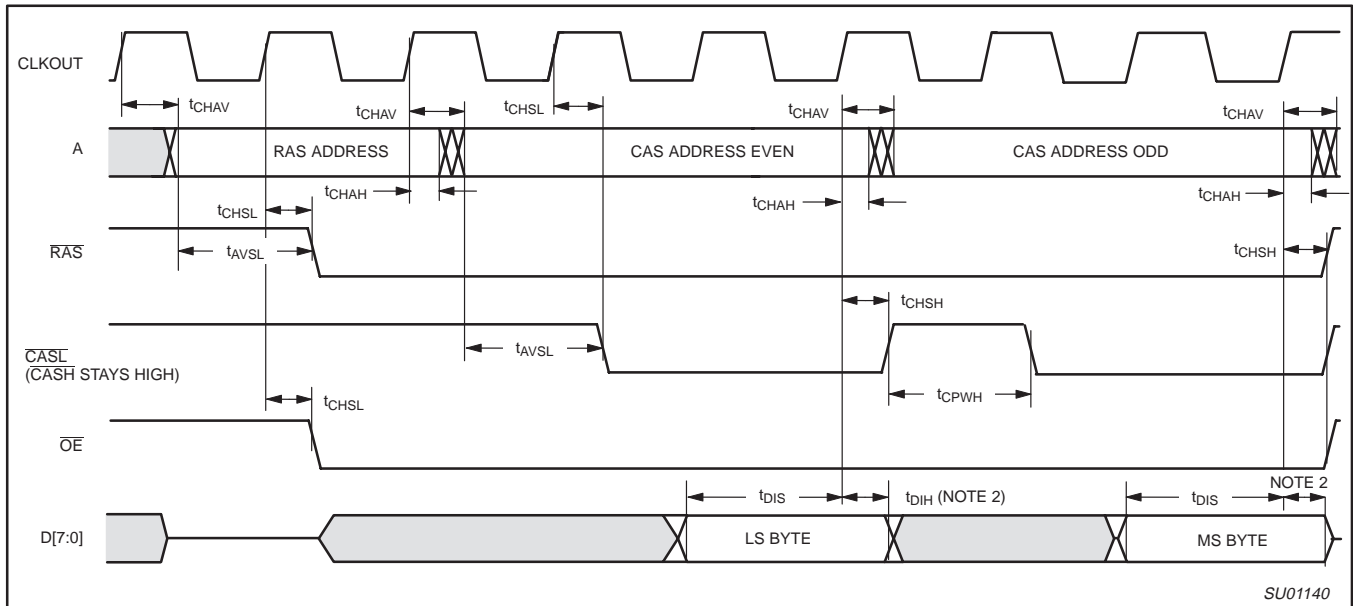 CLKOUT
tCHAV
tCHAV
tCHSL
tCHAV
tCHAV
A
RAS ADDRESS
CAS ADDRESS EVEN
CAS ADDRESS ODD
tCHAH
tCHAH
tCHAH
tCHSL
RAS
tAVSL
tCHSH
tCHSH
CASL
(CASH STAYS HIGH)
tAVSL
tCPWH
tCHSL
OE
NOTE 2
tDIS
tDIH (NOTE 2)
tDIS
D[7:0]
LS BYTE
MS BYTE
SU01140